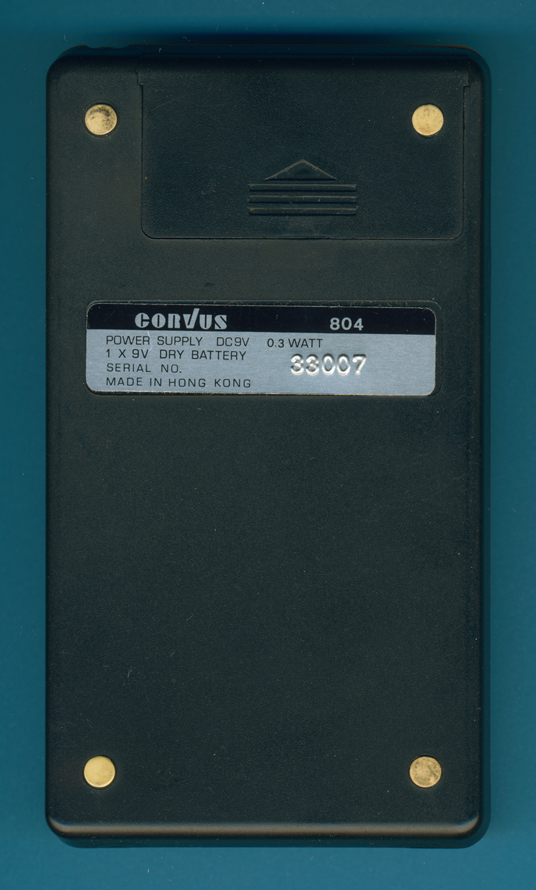 CORVUS 804
POWER SUPPLY DC9V 0.3 WATT
1 X 9V DRY BATTERY
SERIAL NO. 33007
MADE IN HONG KONG